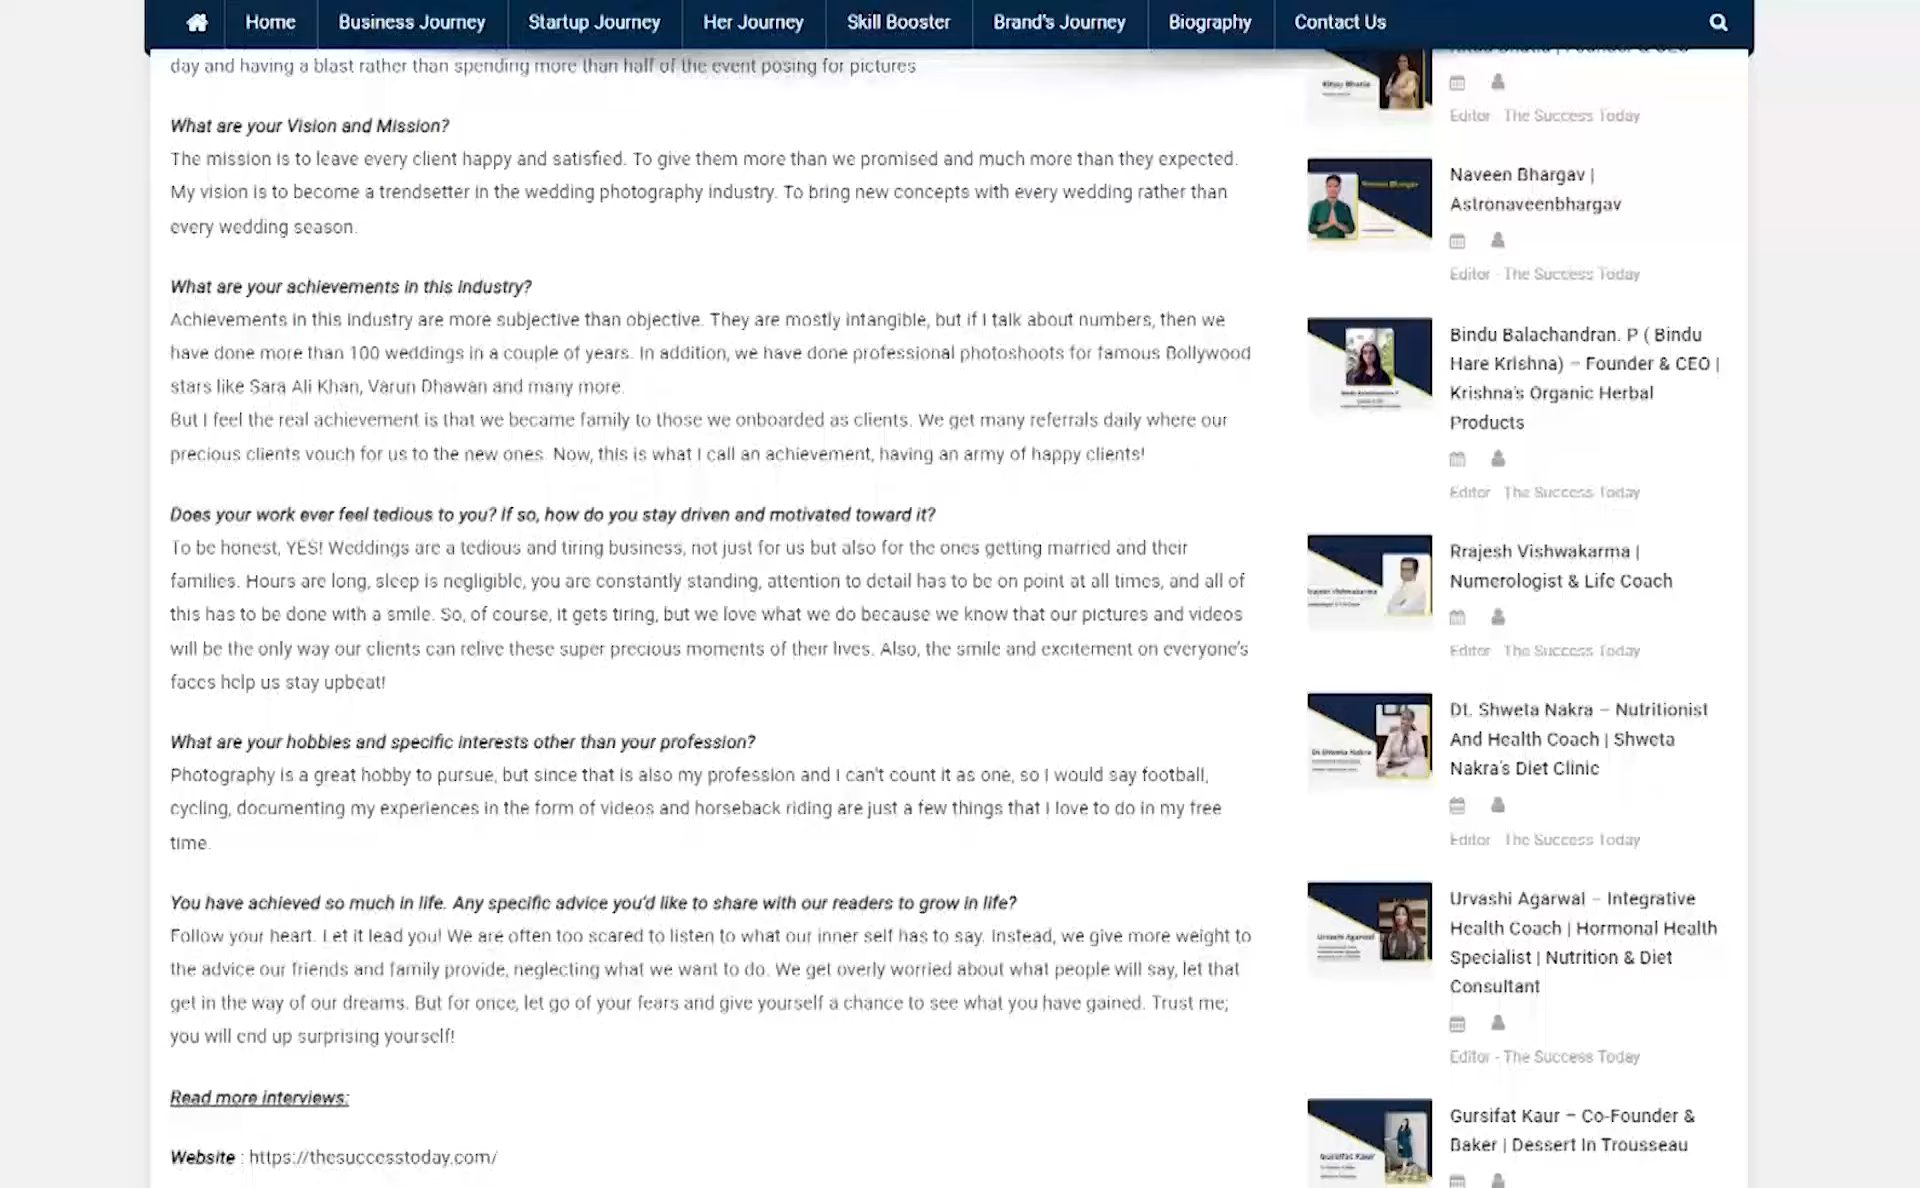 Home
Business Journey
Startup Journey
Her Journey
Skill Booster
Brand's Journey
Biography
Contact Us
day and having a blast rather than spending more than half of the event posing for pictures
What are your Vision and Mission?
The mission is to leave every client happy and satisfied. To give them more than we promised and much more than they expected.
My vision is to become a trendsetter in the wedding photography industry. To bring new concepts with every wedding rather than
every wedding season.
What are your achievements in this industry?
Achievements in this industry are more subjective than objective. They are mostly intangible, but if I talk about numbers, then we
have done more than 100 weddings in a couple of years. In addition, we have done professional photoshoots for famous Bollywood
stars like Sara Ali Khan, Varun Dhawan and many more.
But I feel the real achievement is that we became family to those we onboarded as clients. We get many referrals daily where our
precious clients vouch for us to the new ones. Now, this is what I call an achievement, having an army of happy clients!
Does your work ever feel tedious to you? If so, how do you stay driven and motivated toward it?
To be honest, YES! Weddings are a tedious and tiring business, not just for us but also for the ones getting married and their
families. Hours are long, sleep is negligible, you are constantly standing, attention to detail has to be on point at all times, and all of
this has to be done with a smile. So, of course, it gets tiring, but we love what we do because we know that our pictures and videos
will be the only way our clients can relive these super precious moments of their lives. Also, the smile and excitement on everyone's
faces help us stay upbeat!
What are your hobbies and specific interests other than your profession?
Photography is a great hobby to pursue, but since that is also my profession and I can't count it as one, so I would say football,
cycling, documenting my experiences in the form of videos and horseback riding are just a few things that I love to do in my free
time.
You have achieved so much in life. Any specific advice you'd like to share with our readers to grow in life?
Follow your heart. Let it lead you! We are often too scared to listen to what our inner self has to say. Instead, we give more weight to
the advice our friends and family provide, neglecting what we want to do. We get overly worried about what people will say, let that
get in the way of our dreams. But for once, let go of your fears and give yourself a chance to see what you have gained. Trust me;
you will end up surprising yourself!
Read more interviews:
Website : https://thesuccesstoday.com/
Editor - The Success Today
Naveen Bhargav
Naveen Bhargav |
Astronaveenbhargav
Editor - The Success Today
Bindu Balachandran. P ( Bindu
Hare Krishna) – Founder & CEO |
Krishna's Organic Herbal
Products
Editor - The Success Today
Rrajesh Vishwakarma |
Numerologist & Life Coach
Editor - The Success Today
Dt. Shweta Nakra
Dt. Shweta Nakra – Nutritionist
And Health Coach | Shweta
Nakra's Diet Clinic
Editor - The Success Today
Urvashi Agarwal
Urvashi Agarwal – Integrative
Health Coach | Hormonal Health
Specialist | Nutrition & Diet
Consultant
Editor - The Success Today
Gursifat Kaur
Gursifat Kaur – Co-Founder &
Baker | Dessert In Trousseau